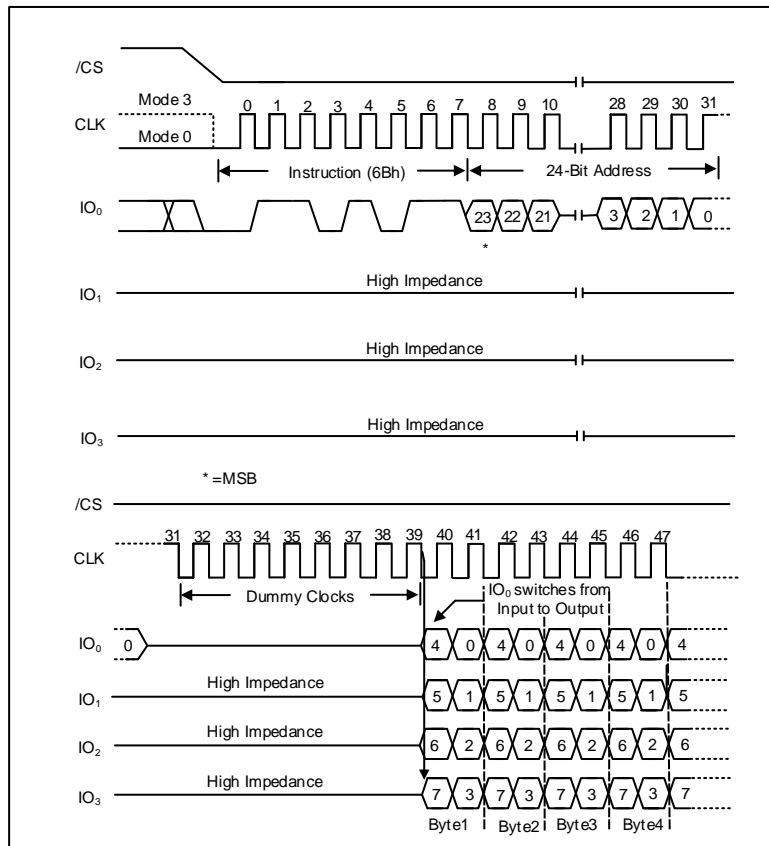 /CS
Mode 3
0 1 2 3 4 5 6 7 8 9 10 28 29 30 31
CLK
Mode 0
Instruction (6Bh) 24-Bit Address
IO₀ 23 22 21 3 2 1 0
*
High Impedance
IO₁
High Impedance
IO₂
High Impedance
IO₃
* =MSB
/CS
31 32 33 34 35 36 37 38 39 40 41 42 43 44 45 46 47
CLK
Dummy Clocks
IO₀ switches from
Input to Output
IO₀ 0 4 0 4 0 4 0 4 0 4
High Impedance
IO₁ 5 1 5 1 5 1 5 1 5
High Impedance
IO₂ 6 2 6 2 6 2 6 2 6
High Impedance
IO₃ 7 3 7 3 7 3 7 3 7
Byte1 Byte2 Byte3 Byte4